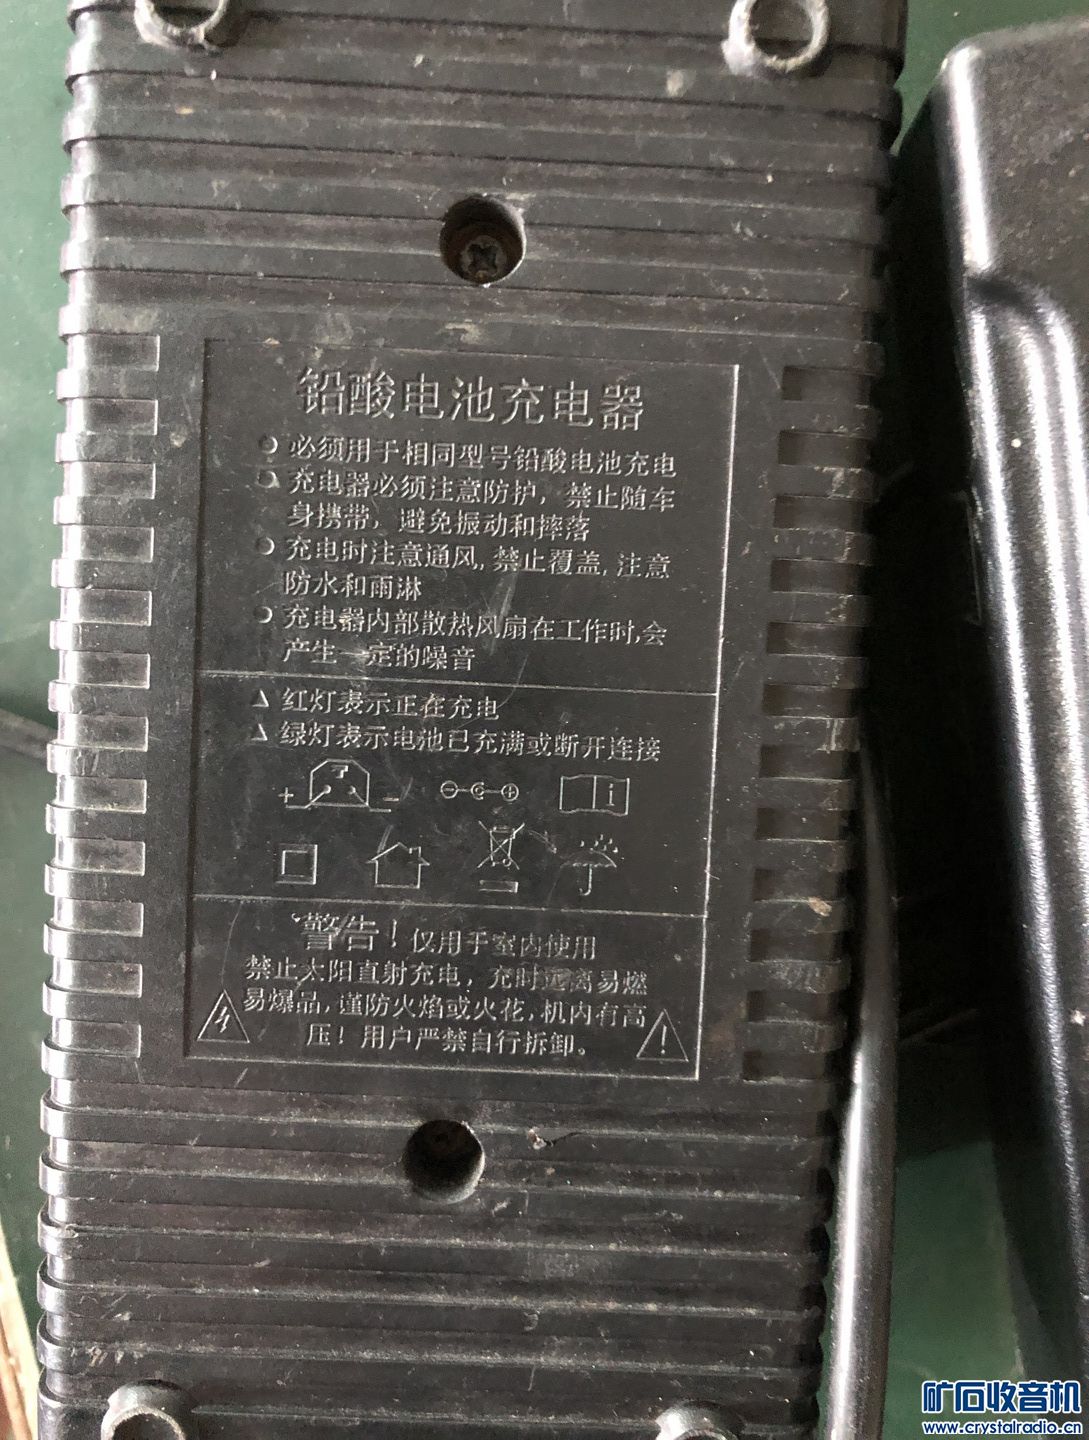 铅酸电池充电器
● 必须用于相同型号铅酸电池充电
● 充电器必须注意防护，禁止随车
身携带，避免振动和摔落
● 充电时注意通风，禁止覆盖，注意
防水和雨淋
● 充电器内部散热风扇在工作时，会
产生一定的噪音
△ 红灯表示正在充电
△ 绿灯表示电池已充满或断开连接
+ -
i
警告！仅用于室内使用
禁止太阳直射充电，充时远离易燃
易爆品，谨防火焰或火花，机内有高
压！用户严禁自行拆卸。
矿石收音机
www.crystalradio.cn